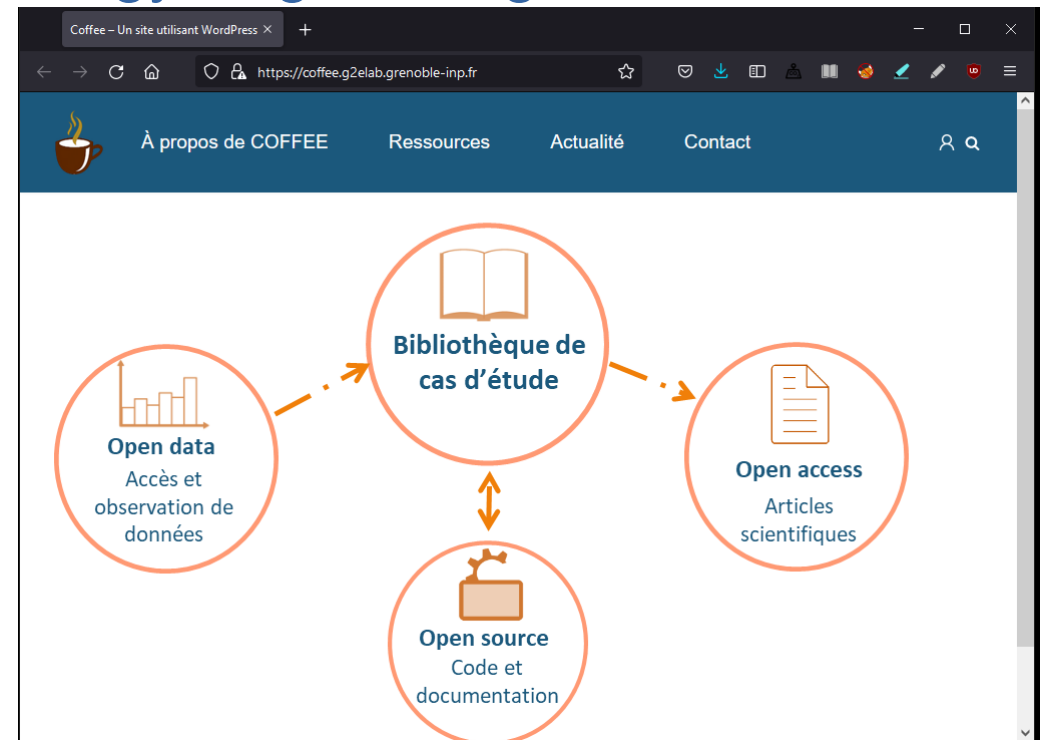 Coffee – Un site utilisant WordPress
https://coffee.g2elab.grenoble-inp.fr
À propos de COFFEE Ressources Actualité Contact
Bibliothèque de
cas d'étude
Open data
Accès et
observation de
données
Open access
Articles
scientifiques
Open source
Code et
documentation